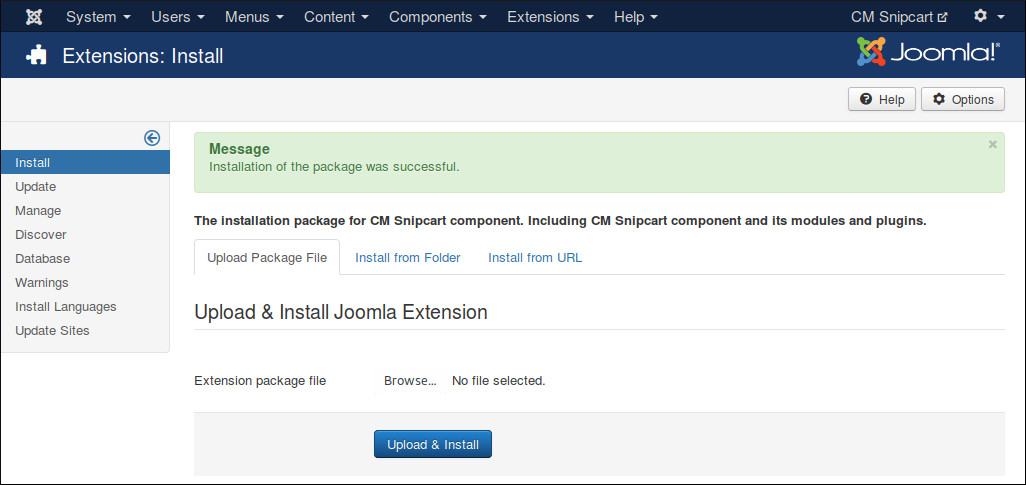 System Users Menus Content Components Extensions Help CM Snipcart
Extensions: Install Joomla!®
Help Options
Install
Update
Manage
Discover
Database
Warnings
Install Languages
Update Sites
Message ×
Installation of the package was successful.
The installation package for CM Snipcart component. Including CM Snipcart component and its modules and plugins.
Upload Package File Install from Folder Install from URL
Upload & Install Joomla Extension
Extension package file Browse... No file selected.
Upload & Install